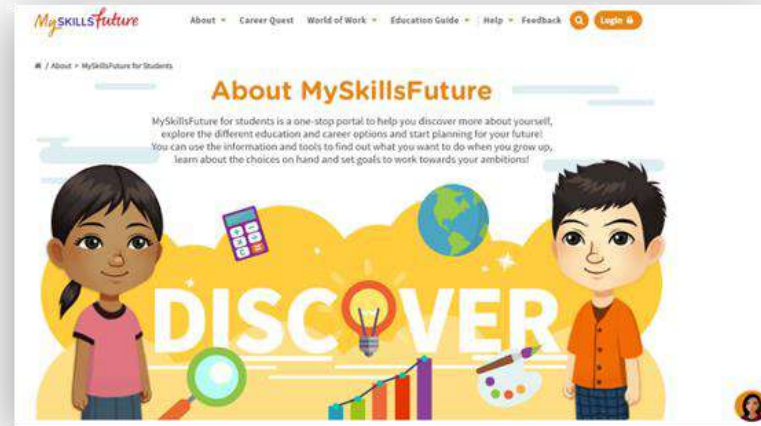 MySKILLSfuture
About Career Quest World of Work Education Guide Help Feedback Login
/ About > MySkillsFuture for Students
About MySkillsFuture
MySkillsFuture for students is a one-stop portal to help you discover more about yourself,
explore the different education and career options and start planning for your future!
You can use the information and tools to find out what you want to do when you grow up,
learn about the choices on hand and set goals to work towards your ambitions!
DISCOVER